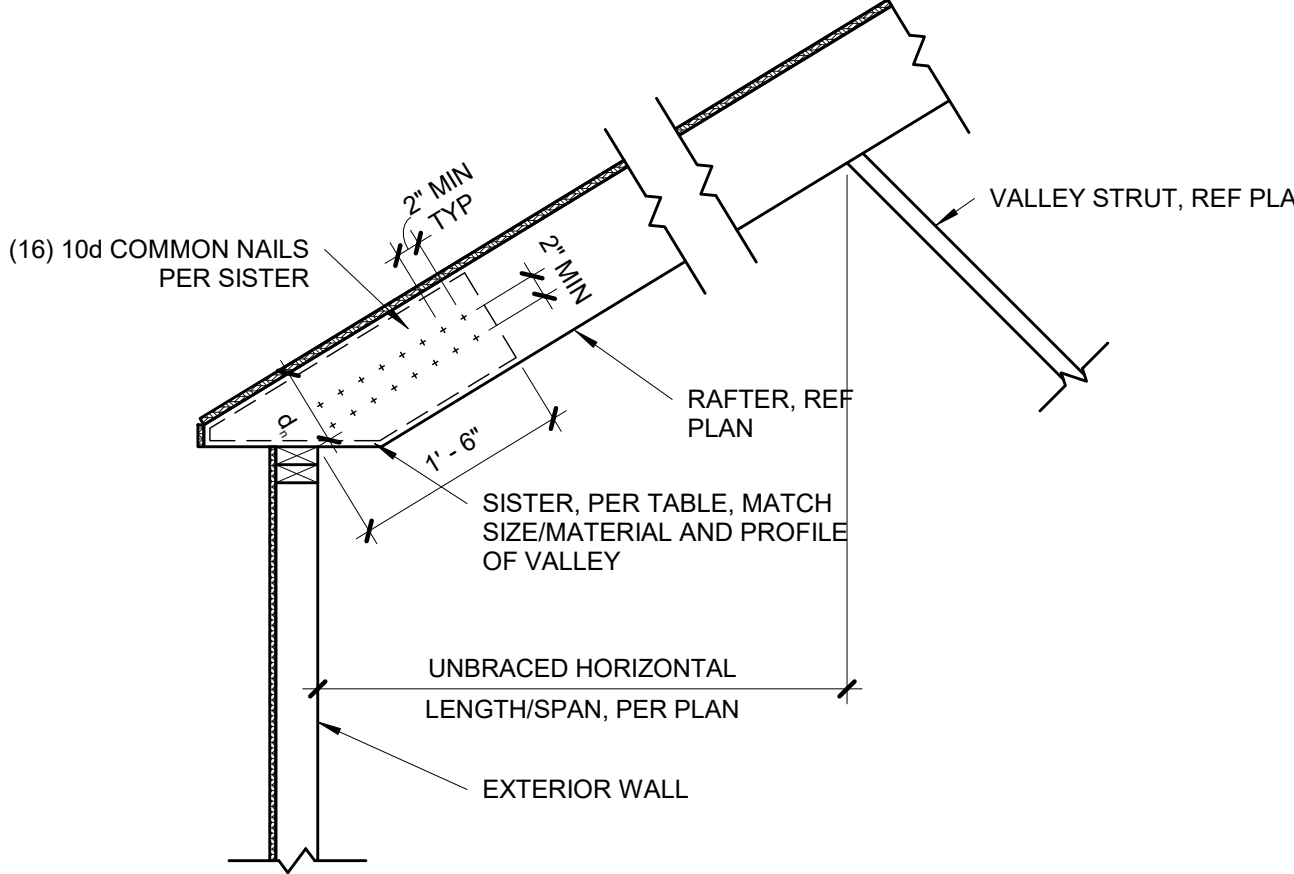 2" MIN
TYP
(16) 10d COMMON NAILS
PER SISTER
2" MIN
VALLEY STRUT, REF PLA
dn
RAFTER, REF
PLAN
1' - 6"
SISTER, PER TABLE, MATCH
SIZE/MATERIAL AND PROFILE
OF VALLEY
UNBRACED HORIZONTAL
LENGTH/SPAN, PER PLAN
EXTERIOR WALL